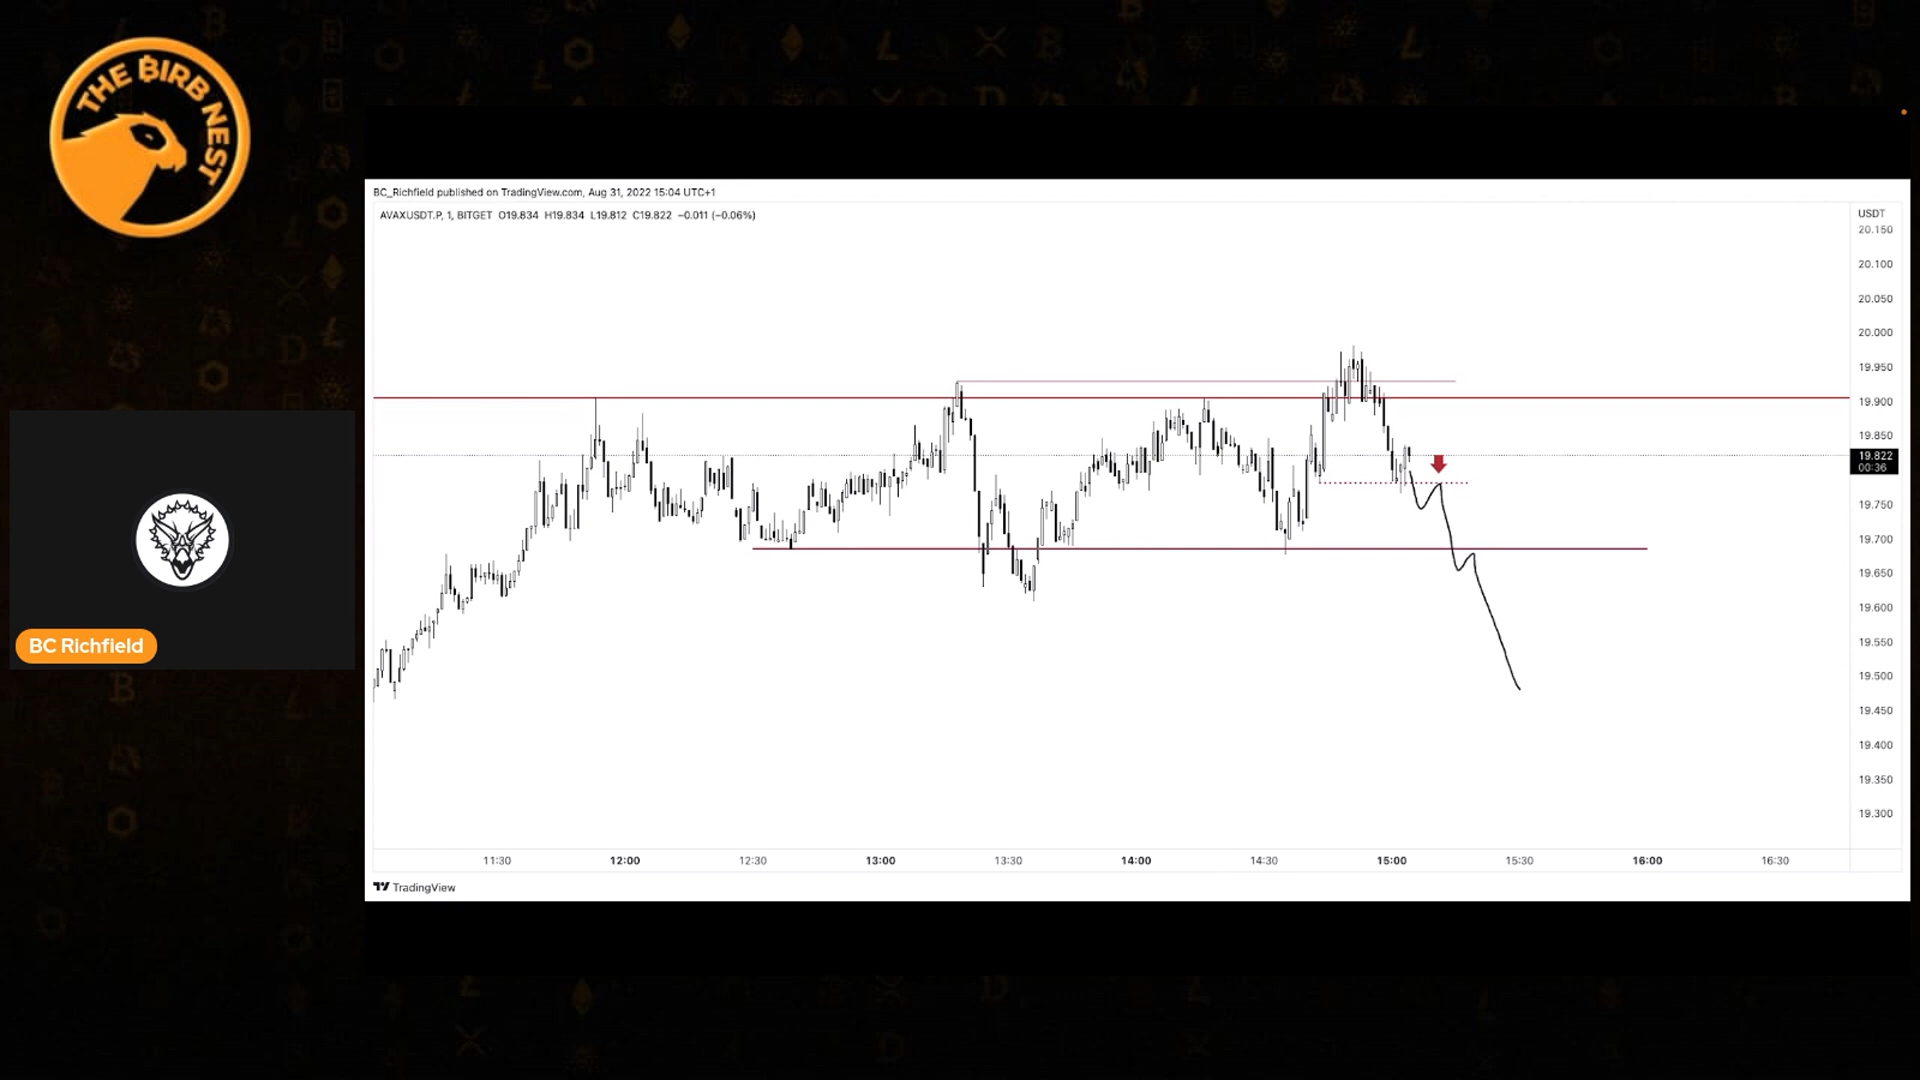 THE BIRB NEST
BC_Richfield published on TradingView.com, Aug 31, 2022 15:04 UTC+1
AVAXUSDT.P, 1, BITGET O19.834 H19.834 L19.812 C19.822 −0.011 (−0.06%)
USDT
20.150
20.100
20.050
20.000
19.950
19.900
19.850
19.822
00:36
19.750
19.700
19.650
19.600
19.550
19.500
19.450
19.400
19.350
19.300
BC Richfield
11:30 12:00 12:30 13:00 13:30 14:00 14:30 15:00 15:30 16:00 16:30
TradingView